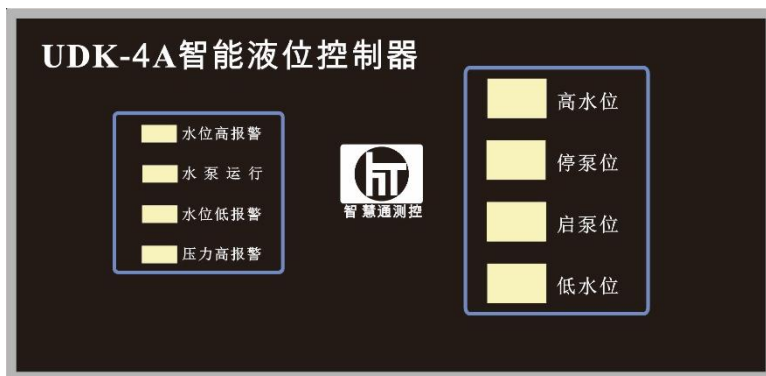 UDK-4A智能液位控制器
水位高报警
水泵运行
水位低报警
压力高报警
智慧通测控
高水位
停泵位
启泵位
低水位